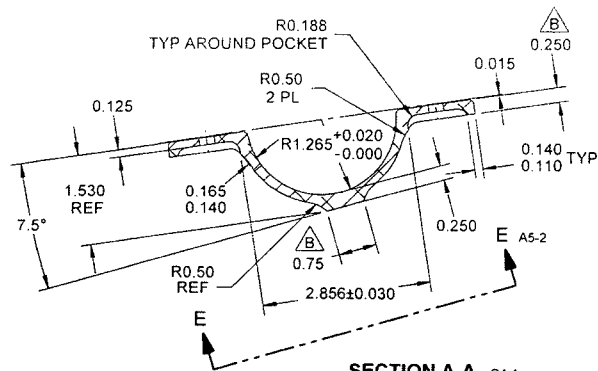 R0.188
TYP AROUND POCKET
B
0.250
0.015
R0.50
2 PL
0.125
R1.265 +0.020
-0.000
0.140
0.110 TYP
1.530
REF
0.165
0.140
7.5°
0.250
B
0.75
E A5-2
R0.50
REF
2.856±0.030
E
SECTION A-A